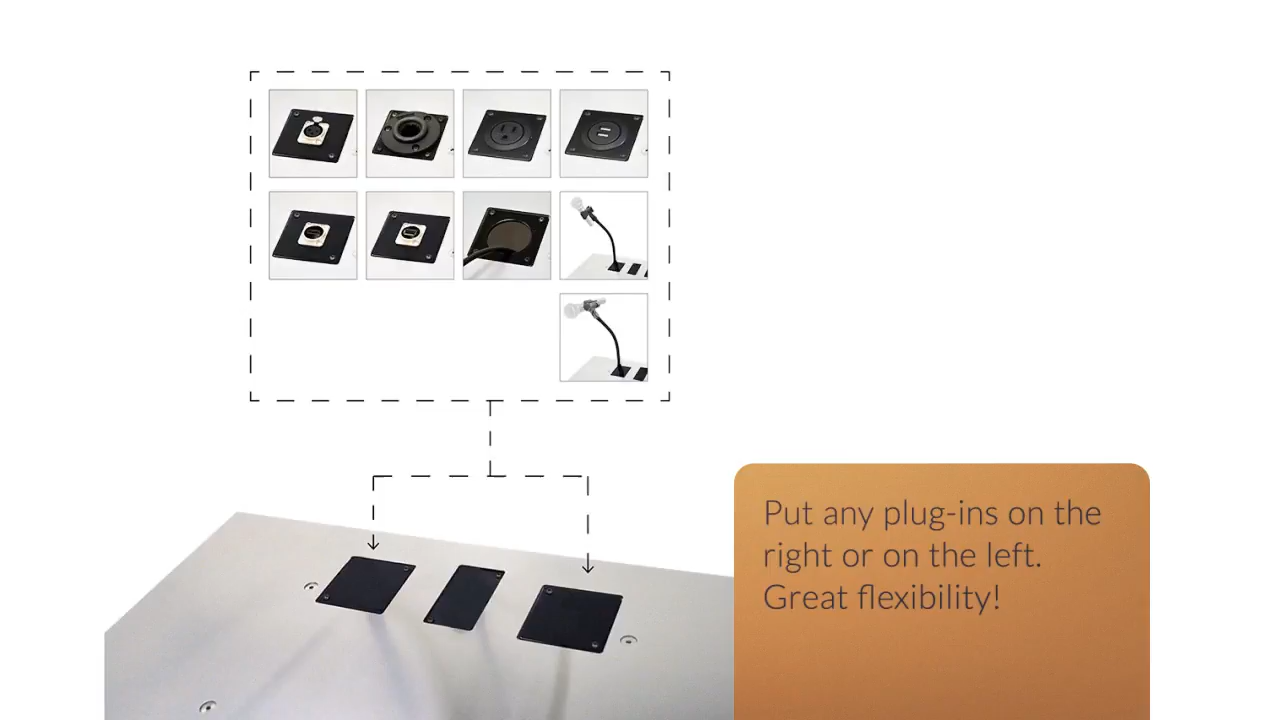 Put any plug-ins on the
right or on the left.
Great flexibility!